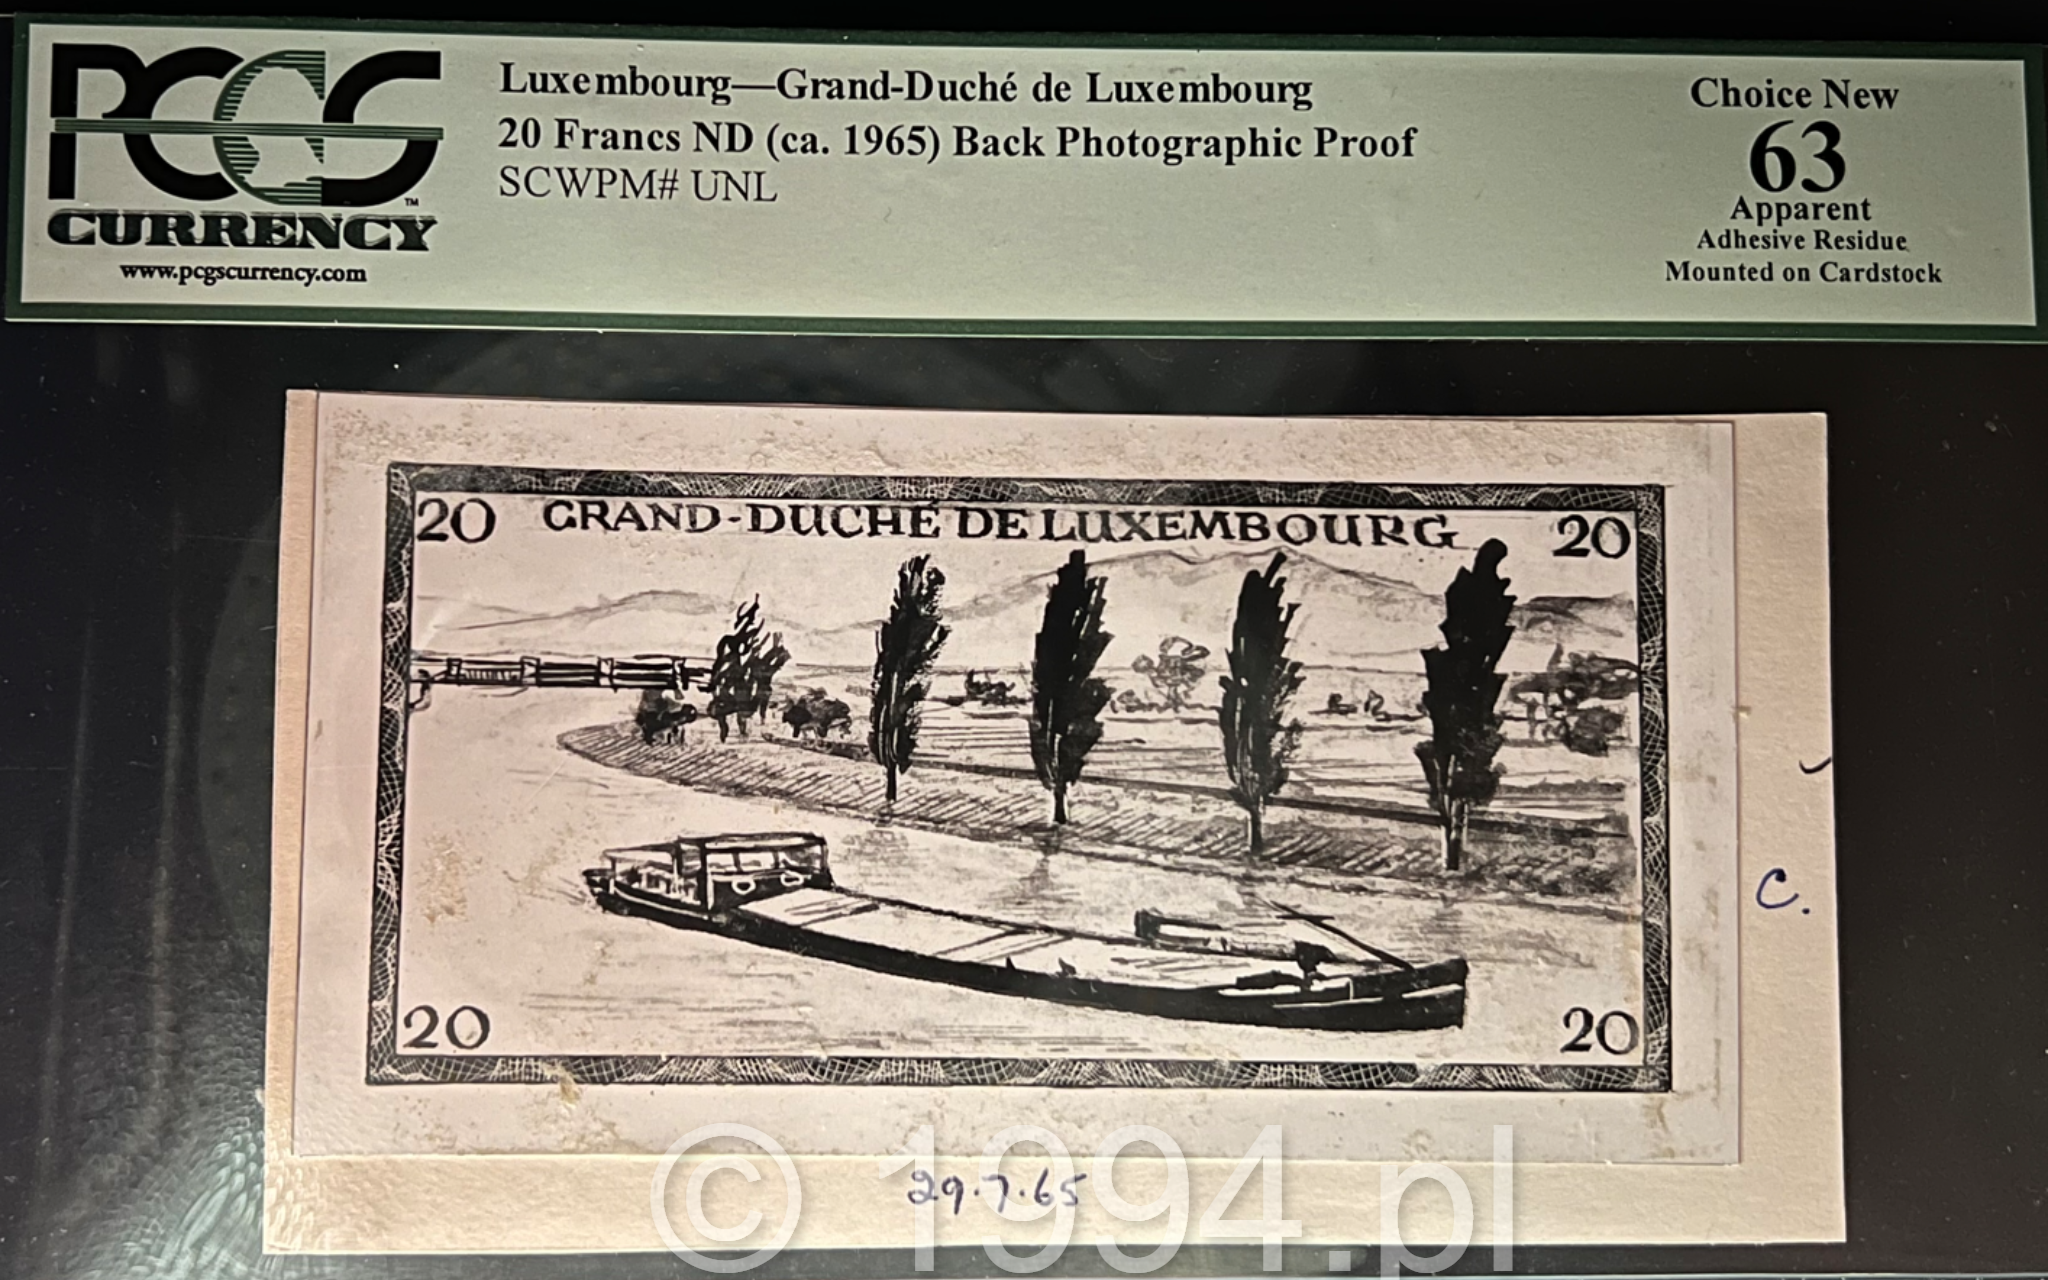 PCGS
CURRENCY
www.pcgscurrency.com
Luxembourg—Grand-Duché de Luxembourg
20 Francs ND (ca. 1965) Back Photographic Proof
SCWPM# UNL
Choice New
63
Apparent
Adhesive Residue
Mounted on Cardstock
20 GRAND-DUCHÉ DE LUXEMBOURG 20
20 20
C.
29.7.65
© 1994.pl